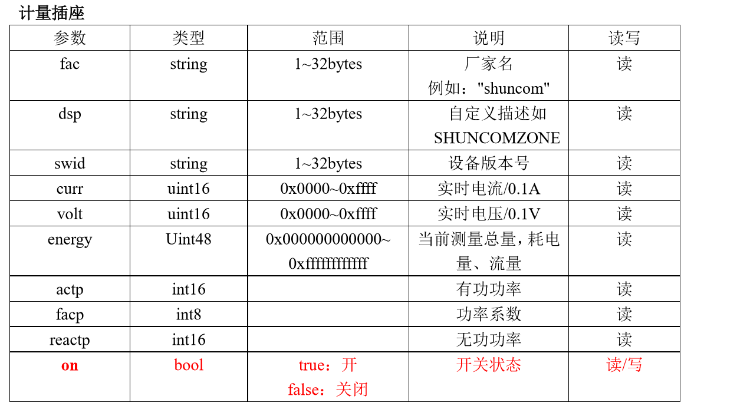 计量插座
参数 类型 范围 说明 读写
fac string 1~32bytes 厂家名 读
例如："shuncom"
dsp string 1~32bytes 自定义描述如 读
SHUNCOMZONE
swid string 1~32bytes 设备版本号 读
curr uint16 0x0000~0xffff 实时电流/0.1A 读
volt uint16 0x0000~0xffff 实时电压/0.1V 读
energy Uint48 0x000000000000~ 当前测量总量，耗电 读
0xffffffffffff 量、流量
actp int16 有功功率 读
facp int8 功率系数 读
reactp int16 无功功率 读
on bool true：开 开关状态 读/写
false：关闭